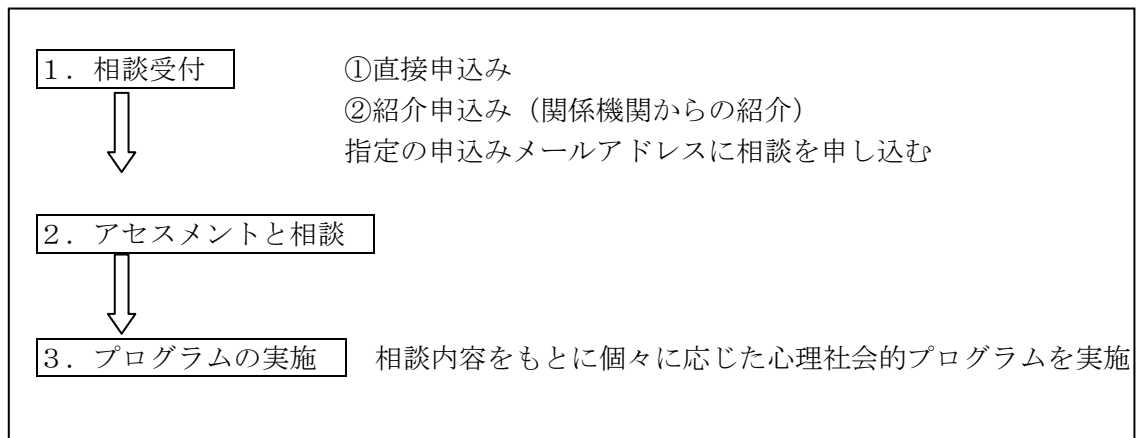 １．相談受付
①直接申込み
②紹介申込み（関係機関からの紹介）
指定の申込みメールアドレスに相談を申し込む
２．アセスメントと相談
３．プログラムの実施　相談内容をもとに個々に応じた心理社会的プログラムを実施